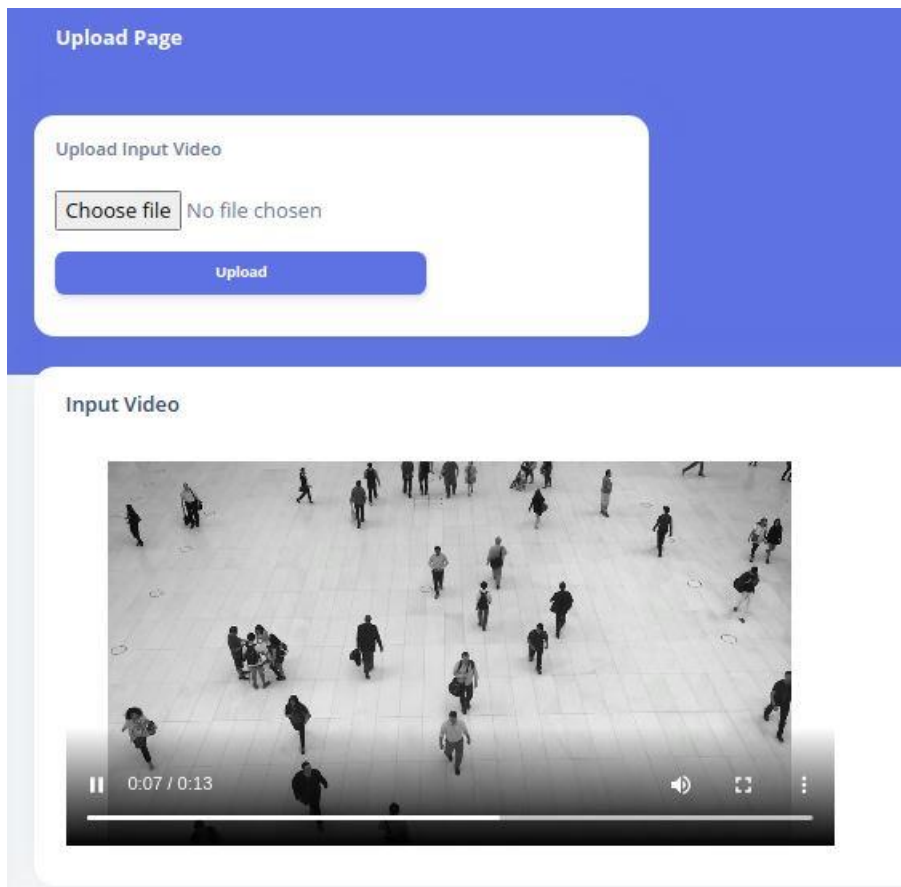 Upload Page
Upload Input Video
Choose file No file chosen
Upload
Input Video
0:07 / 0:13